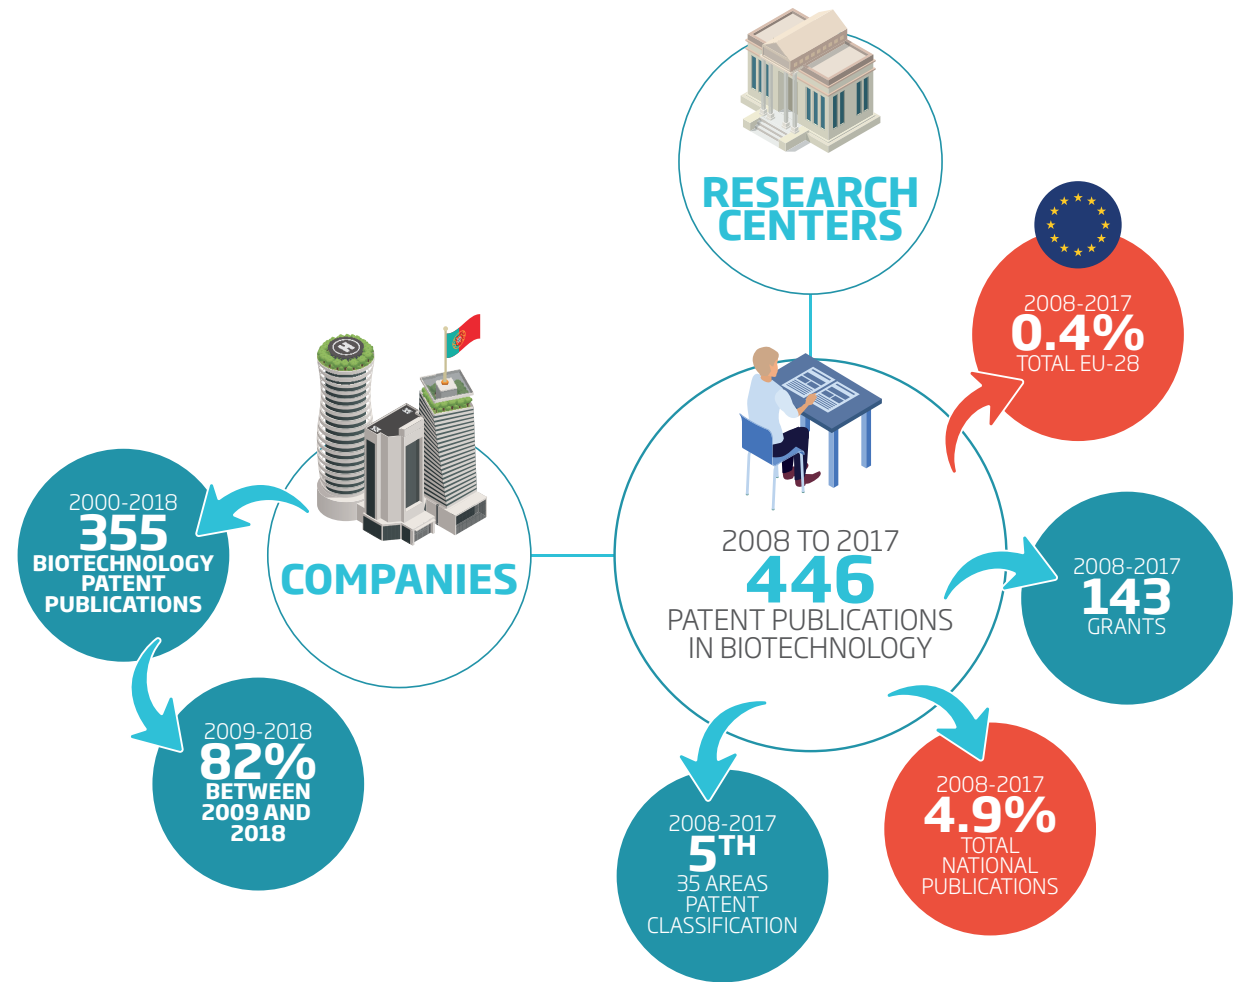 RESEARCH
CENTERS
2008-2017
0.4%
TOTAL EU-28
COMPANIES
2000-2018
355
BIOTECHNOLOGY
PATENT
PUBLICATIONS
2009-2018
82%
BETWEEN
2009 AND
2018
2008 TO 2017
446
PATENT PUBLICATIONS
IN BIOTECHNOLOGY
2008-2017
143
GRANTS
2008-2017
4.9%
TOTAL
NATIONAL
PUBLICATIONS
2008-2017
5TH
35 AREAS
PATENT
CLASSIFICATION